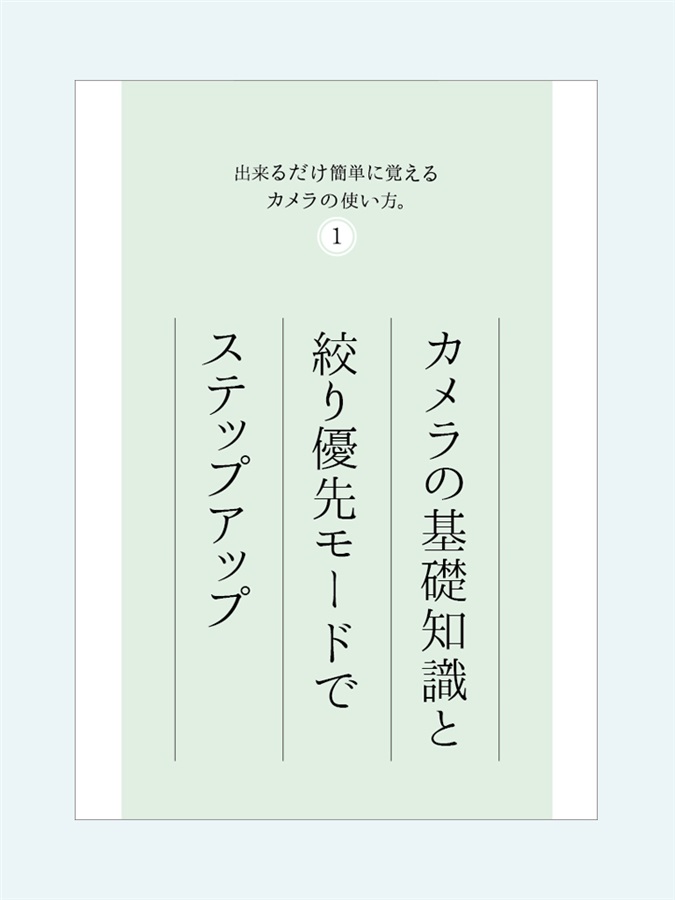 出来るだけ簡単に覚える
カメラの使い方。
1
カメラの基礎知識と
絞り優先モードで
ステップアップ